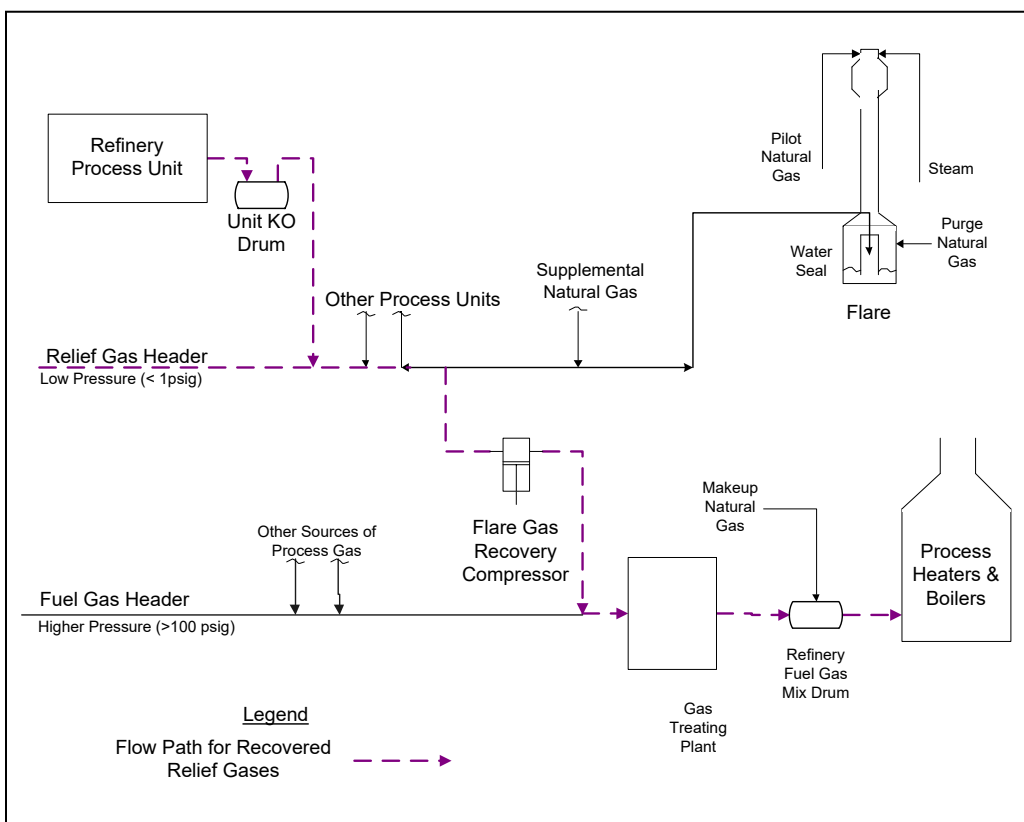 Refinery
Process Unit
Unit KO
Drum
Pilot
Natural
Gas
Steam
Water
Seal
Purge
Natural
Gas
Flare
Other Process Units
Supplemental
Natural Gas
Relief Gas Header
Low Pressure (< 1psig)
Flare Gas
Recovery
Compressor
Makeup
Natural
Gas
Process
Heaters &
Boilers
Other Sources of
Process Gas
Fuel Gas Header
Higher Pressure (>100 psig)
Refinery
Fuel Gas
Mix Drum
Gas
Treating
Plant
Legend
Flow Path for Recovered
Relief Gases